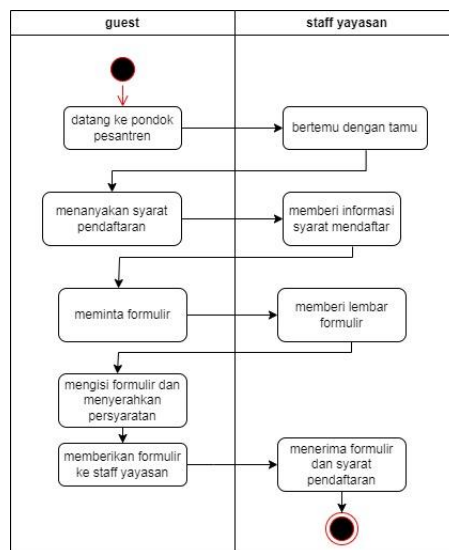 guest
staff yayasan
datang ke pondok
pesantren
bertemu dengan tamu
menanyakan syarat
pendaftaran
memberi informasi
syarat mendaftar
meminta formulir
memberi lembar
formulir
mengisi formulir dan
menyerahkan
persyaratan
memberikan formulir
ke staff yayasan
menerima formulir
dan syarat
pendaftaran